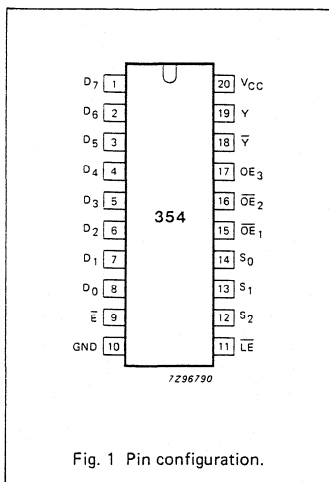 D7 1 20 VCC
D6 2 19 Y
D5 3 18 Y̅
D4 4 17 OE3
D3 5 16 O̅E̅2
354
D2 6 15 O̅E̅1
D1 7 14 S0
D0 8 13 S1
E̅ 9 12 S2
GND 10 11 L̅E̅
7Z96790
Fig. 1 Pin configuration.